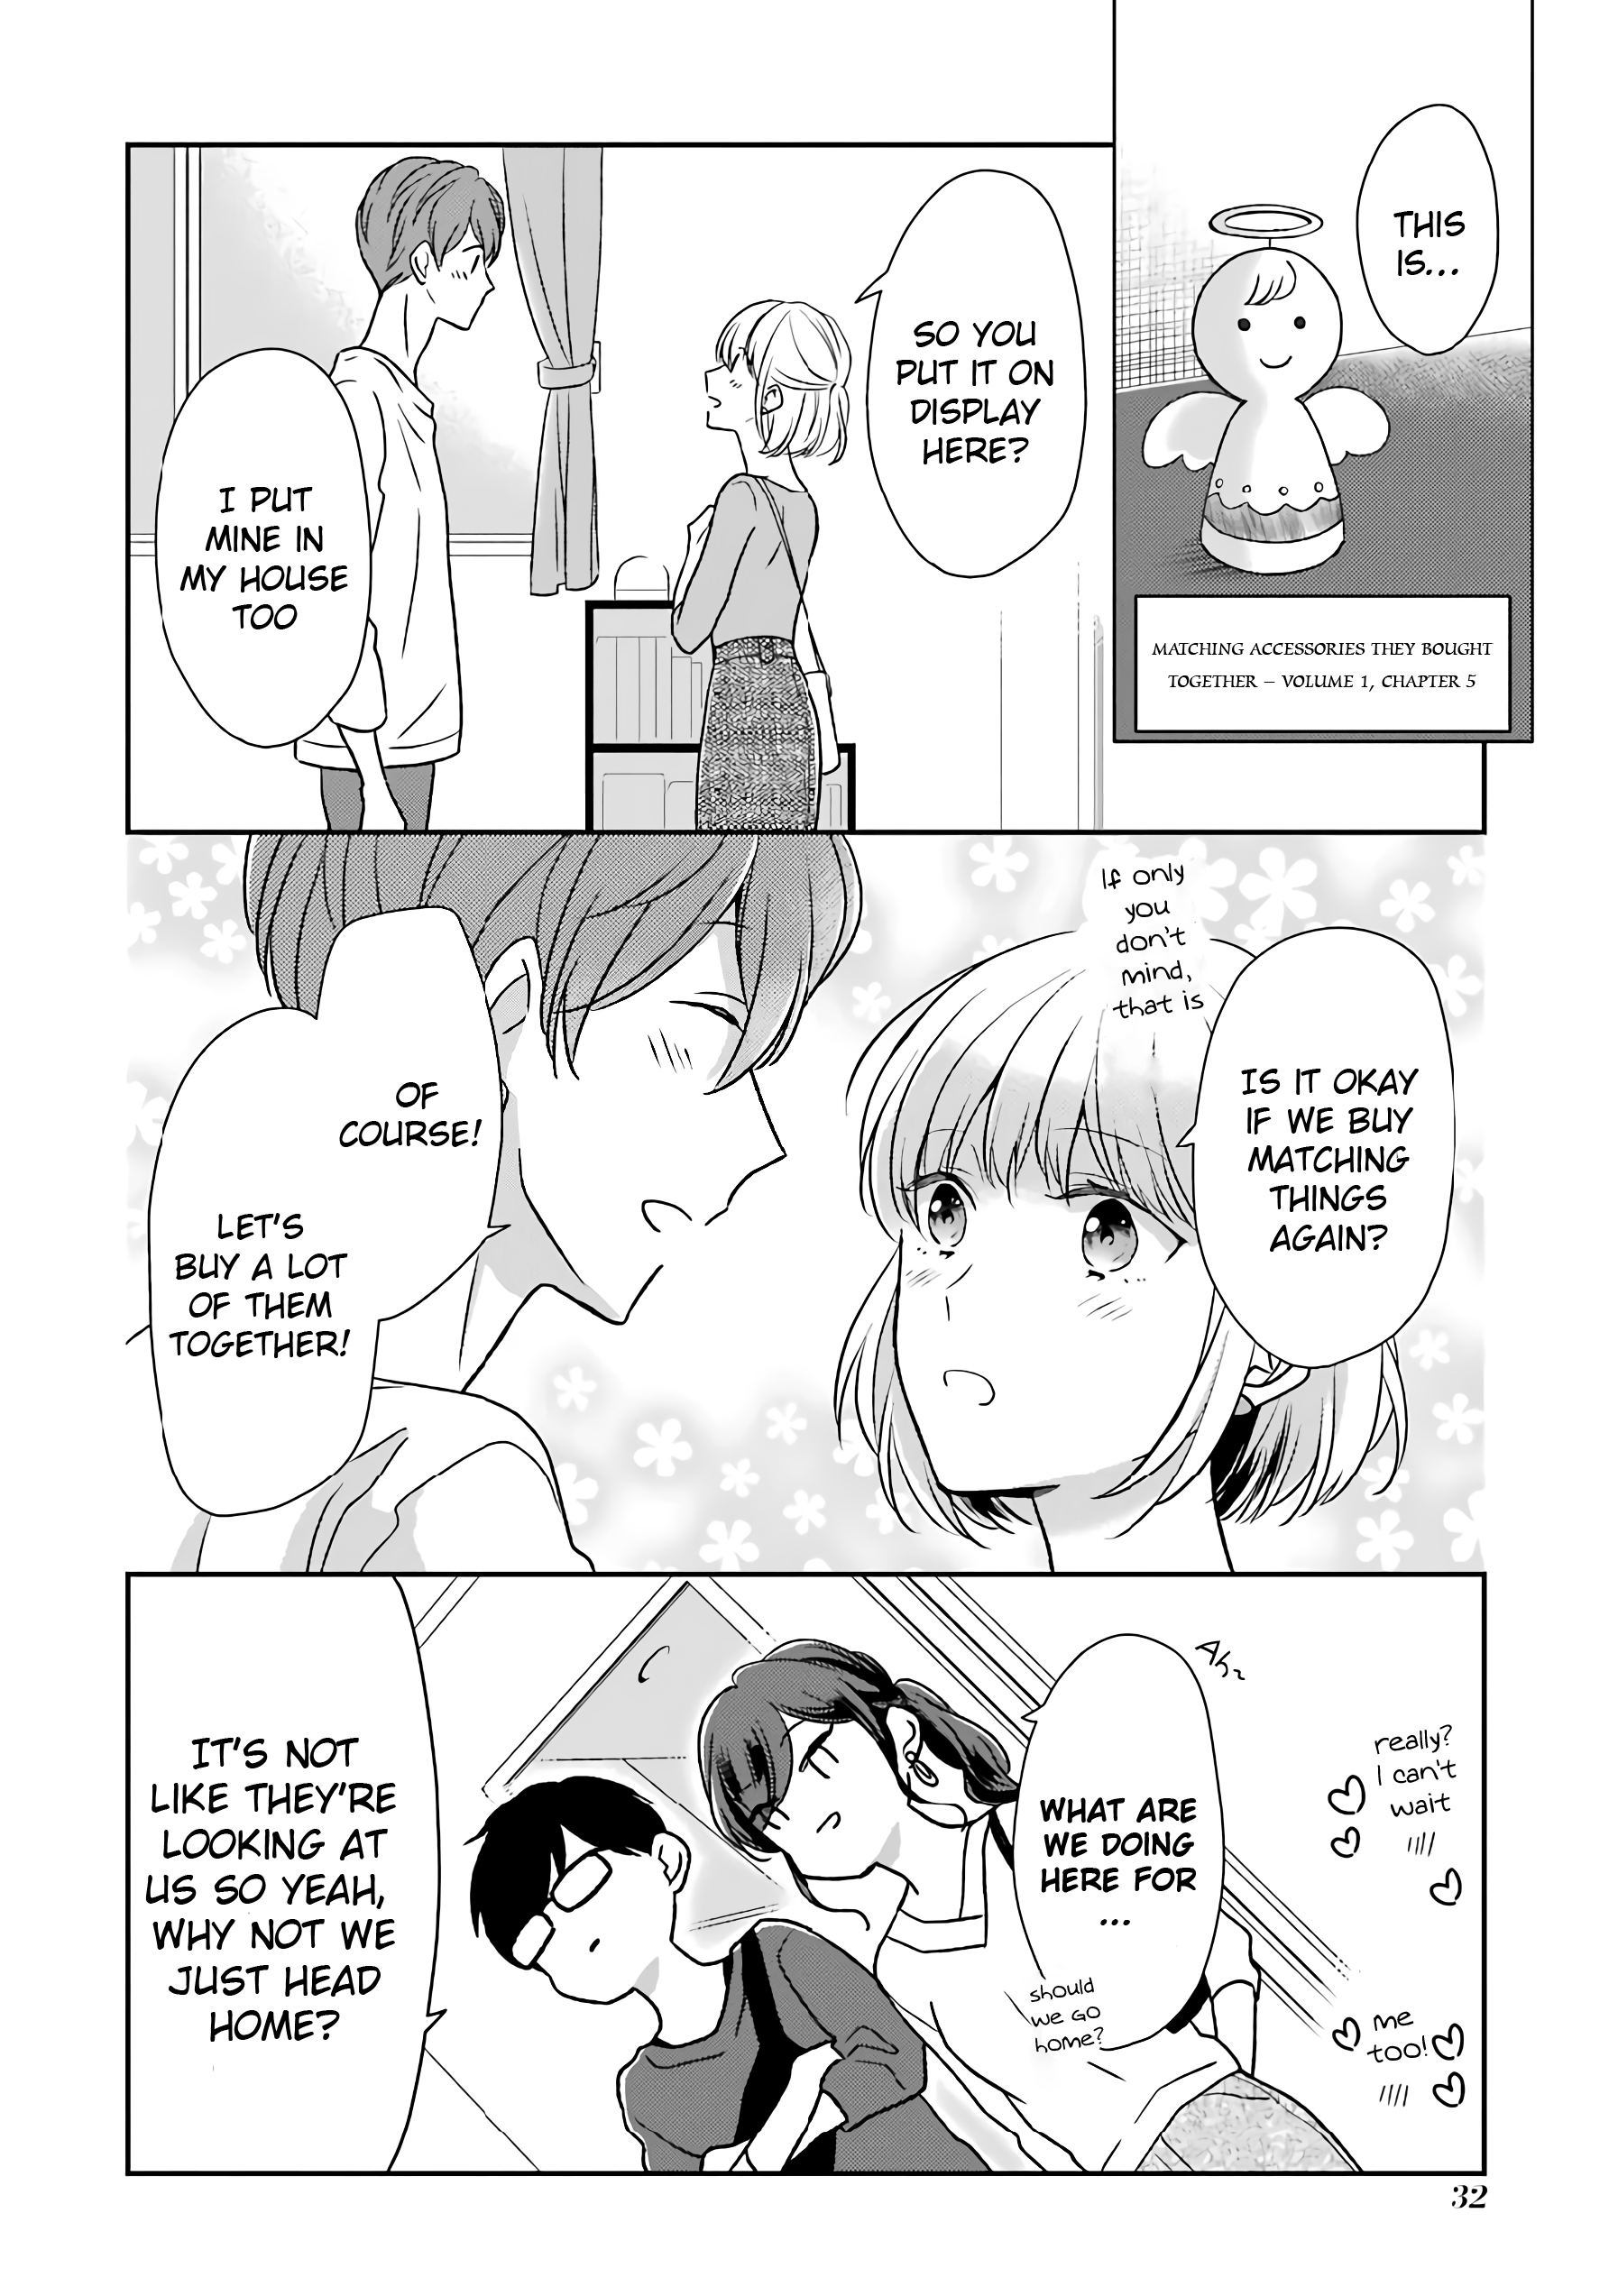 THIS
IS...
MATCHING ACCESSORIES THEY BOUGHT
TOGETHER – VOLUME 1, CHAPTER 5
SO YOU
PUT IT ON
DISPLAY
HERE?
I PUT
MINE IN
MY HOUSE
TOO
IS IT OKAY
IF WE BUY
MATCHING
THINGS
AGAIN?
If only
you
don't
mind,
that is
OF
COURSE!
LET'S
BUY A LOT
OF THEM
TOGETHER!
really?
I can't
wait
me
too!
Ah~
WHAT ARE
WE DOING
HERE FOR
...
should
we go
home?
IT'S NOT
LIKE THEY'RE
LOOKING AT
US SO YEAH,
WHY NOT WE
JUST HEAD
HOME?
32